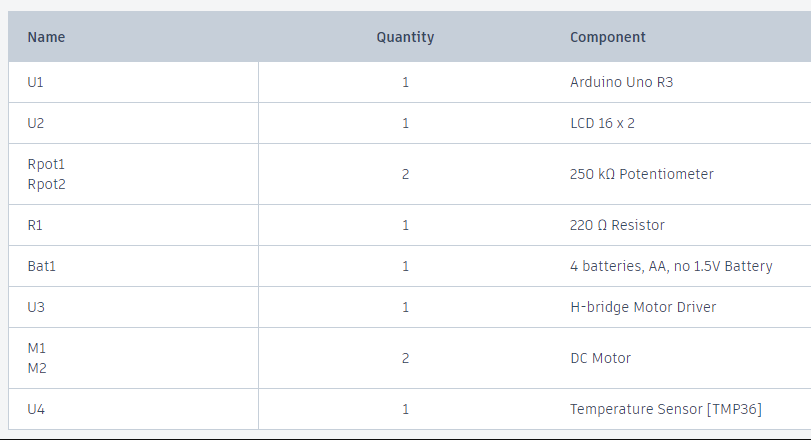 Name Quantity Component
U1 1 Arduino Uno R3
U2 1 LCD 16 x 2
Rpot1
Rpot2 2 250 kΩ Potentiometer
R1 1 220 Ω Resistor
Bat1 1 4 batteries, AA, no 1.5V Battery
U3 1 H-bridge Motor Driver
M1
M2 2 DC Motor
U4 1 Temperature Sensor [TMP36]